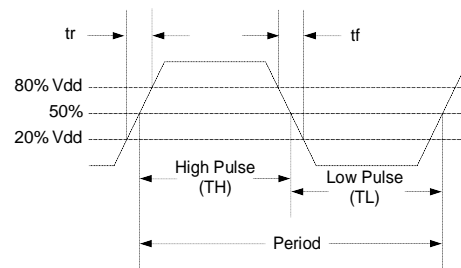 tr
tf
80% Vdd
50%
20% Vdd
High Pulse
(TH)
Low Pulse
(TL)
Period